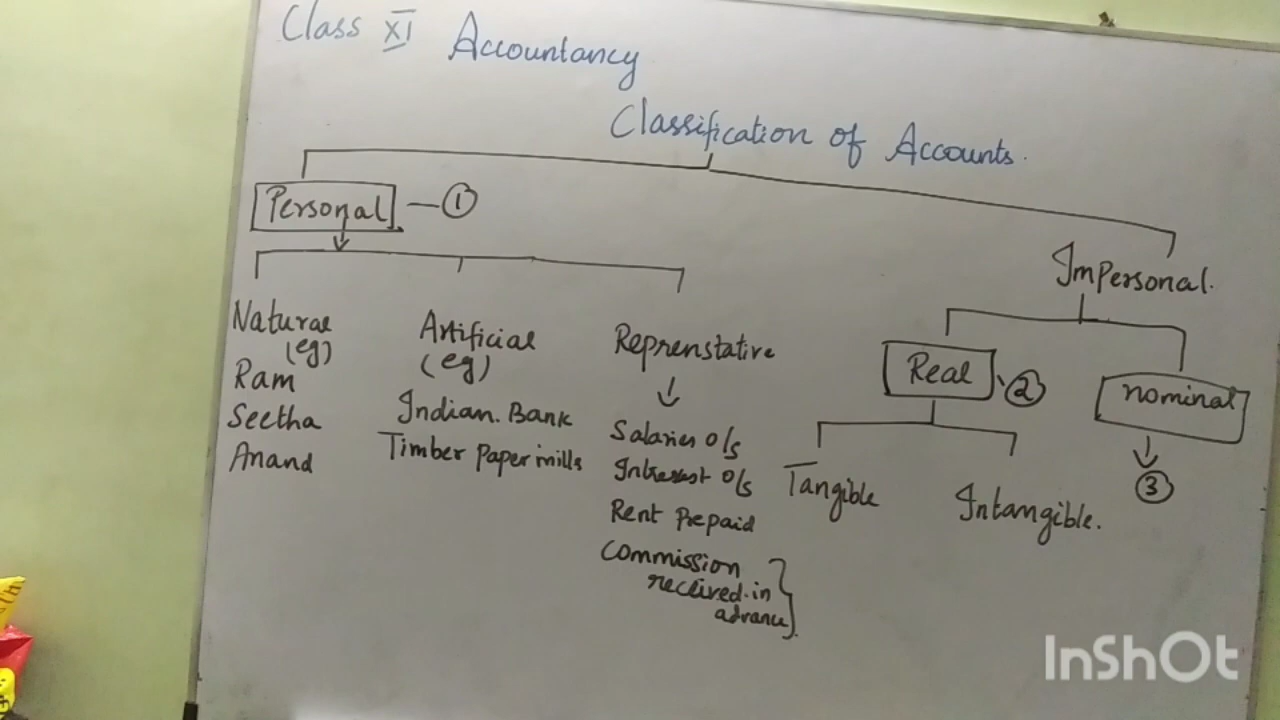 Class XI Accountancy
Classification of Accounts.
Personal — 1
Impersonal.
Natural
(eg)
Ram
Seetha
Anand
Artificial
(eg)
Indian. Bank
Timber Paper mills
Reprenstative
Salaries o/s
Interest o/s
Rent Prepaid
Commission
received in
advance
Real 2
Tangible
Intangible.
nominal
3
InShOt